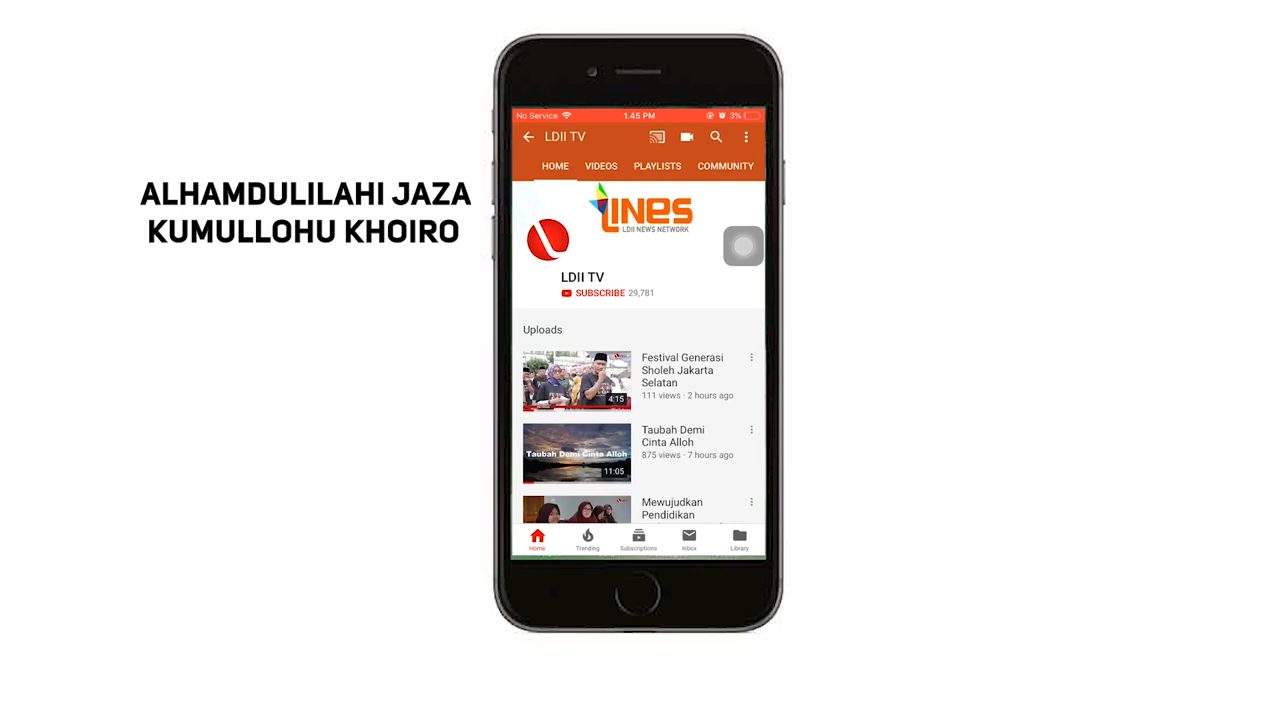 ALHAMDULILAHI JAZA
KUMULLOHU KHOIRO
No Service
1.45 PM
3%
LDII TV
HOME
VIDEOS
PLAYLISTS
COMMUNITY
LINES
LDII NEWS NETWORK
LDII TV
SUBSCRIBE 29,781
Uploads
4:15
Festival Generasi
Sholeh Jakarta
Selatan
111 views · 2 hours ago
Taubah Demi Cinta Alloh
11:05
Taubah Demi
Cinta Alloh
875 views · 7 hours ago
Mewujudkan
Pendidikan
Home
Trending
Subscriptions
Inbox
Library